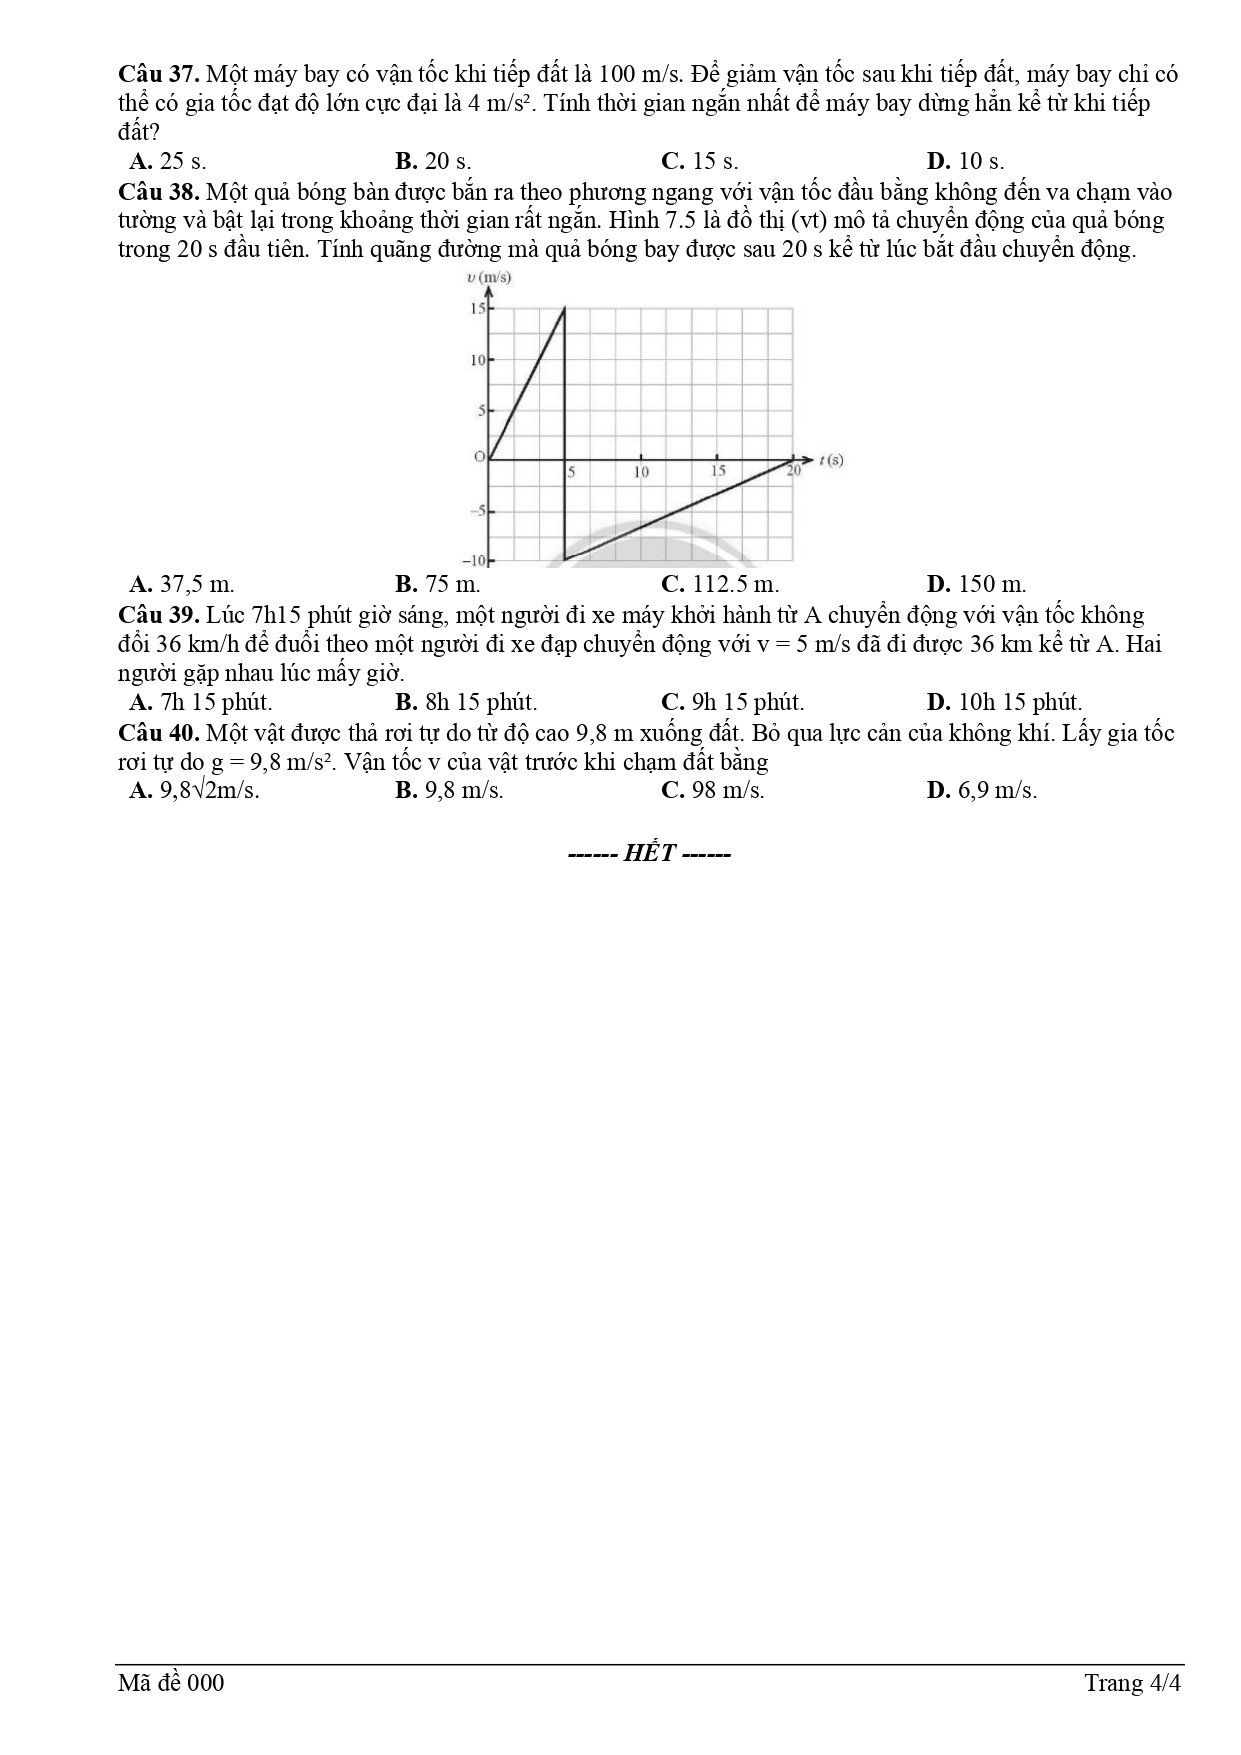 Câu 37. Một máy bay có vận tốc khi tiếp đất là 100 m/s. Để giảm vận tốc sau khi tiếp đất, máy bay chỉ có
thể có gia tốc đạt độ lớn cực đại là 4 m/s². Tính thời gian ngắn nhất để máy bay dừng hẳn kể từ khi tiếp
đất?
A. 25 s. B. 20 s. C. 15 s. D. 10 s.
Câu 38. Một quả bóng bàn được bắn ra theo phương ngang với vận tốc đầu bằng không đến va chạm vào
tường và bật lại trong khoảng thời gian rất ngắn. Hình 7.5 là đồ thị (vt) mô tả chuyển động của quả bóng
trong 20 s đầu tiên. Tính quãng đường mà quả bóng bay được sau 20 s kể từ lúc bắt đầu chuyển động.
υ (m/s)
15
10
5
O
5 10 15 20 t (s)
−5
−10
A. 37,5 m. B. 75 m. C. 112.5 m. D. 150 m.
Câu 39. Lúc 7h15 phút giờ sáng, một người đi xe máy khởi hành từ A chuyển động với vận tốc không
đổi 36 km/h để đuổi theo một người đi xe đạp chuyển động với v = 5 m/s đã đi được 36 km kể từ A. Hai
người gặp nhau lúc mấy giờ.
A. 7h 15 phút. B. 8h 15 phút. C. 9h 15 phút. D. 10h 15 phút.
Câu 40. Một vật được thả rơi tự do từ độ cao 9,8 m xuống đất. Bỏ qua lực cản của không khí. Lấy gia tốc
rơi tự do g = 9,8 m/s². Vận tốc v của vật trước khi chạm đất bằng
A. 9,8√2m/s. B. 9,8 m/s. C. 98 m/s. D. 6,9 m/s.
------ HẾT ------
Mã đề 000 Trang 4/4